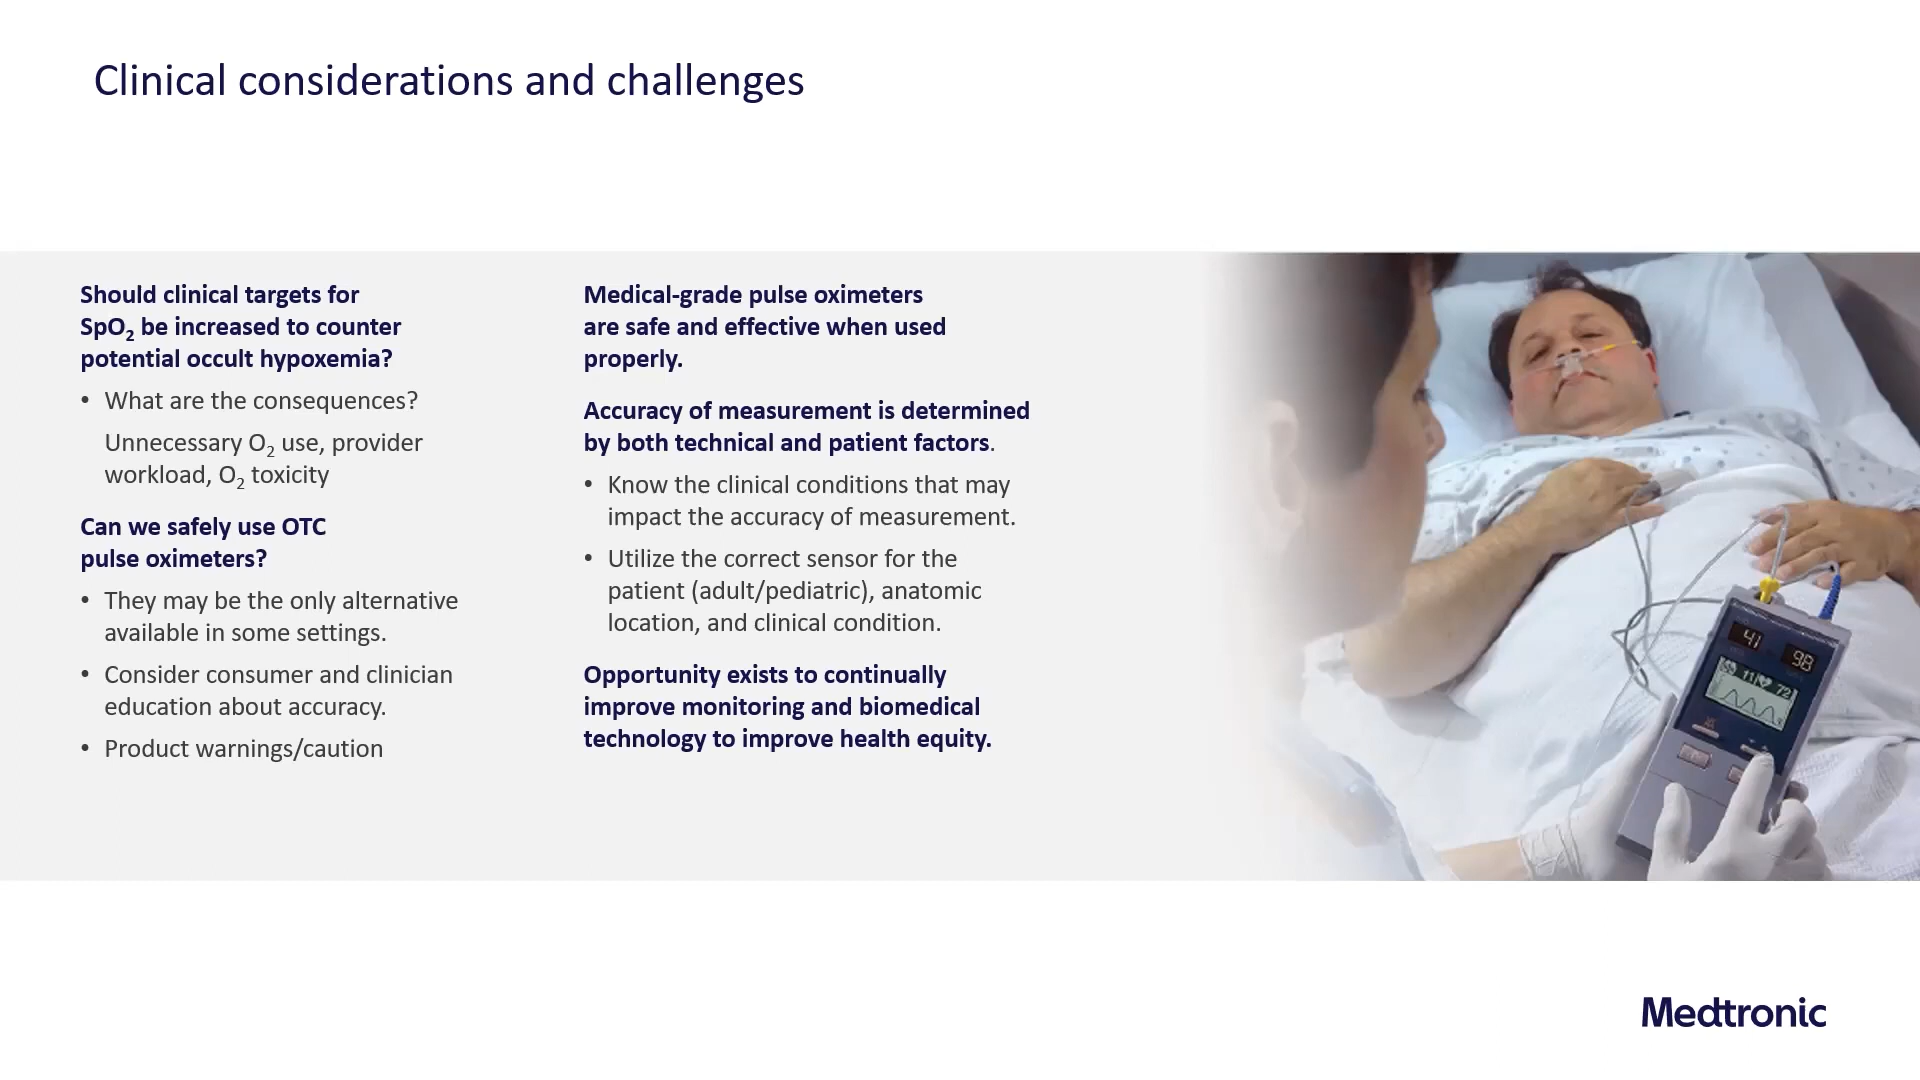 Clinical considerations and challenges
Should clinical targets for
SpO₂ be increased to counter
potential occult hypoxemia?
• What are the consequences?
Unnecessary O₂ use, provider
workload, O₂ toxicity
Can we safely use OTC
pulse oximeters?
• They may be the only alternative
available in some settings.
• Consider consumer and clinician
education about accuracy.
• Product warnings/caution
Medical-grade pulse oximeters
are safe and effective when used
properly.
Accuracy of measurement is determined
by both technical and patient factors.
• Know the clinical conditions that may
impact the accuracy of measurement.
• Utilize the correct sensor for the
patient (adult/pediatric), anatomic
location, and clinical condition.
Opportunity exists to continually
improve monitoring and biomedical
technology to improve health equity.
41
98
11
72
Medtronic